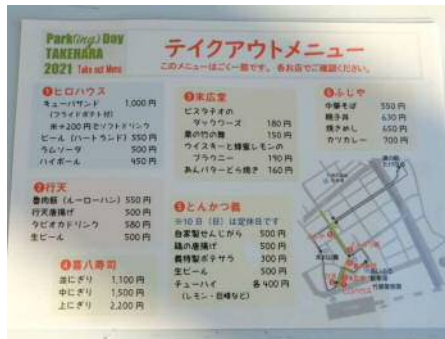 Park(ing) Day
TAKEHARA
2021 Take out Menu
テイクアウトメニュー
このメニューはごく一部です。各お店でご確認ください。
❶ヒロハウス
キューバサンド 1,000円
(フライドポテト付)
※+200円でソフトドリンク
ビール(ハートランド) 550円
ラムソーダ 500円
ハイボール 450円
❷行天
魯肉飯(ルーローハン) 550円
行天唐揚げ 500円
タピオカドリンク 580円
生ビール 500円
❹喜八寿司
並にぎり 1,100円
中にぎり 1,500円
上にぎり 2,200円
❸末広堂
ピスタチオの
ダックワーズ 180円
栗の竹の舞 150円
ウイスキーと蜂蜜レモンの
ブラウニー 190円
あんバターどら焼き 160円
❺とんかつ義
※10日(日)は定休日です
自家製せんじがら 500円
鶏の唐揚げ 500円
義特製ポテサラ 300円
生ビール 500円
チューハイ 各400円
(レモン・巨峰など)
❻ふじや
中華そば 550円
親子丼 630円
焼きめし 650円
カツカレー 700円